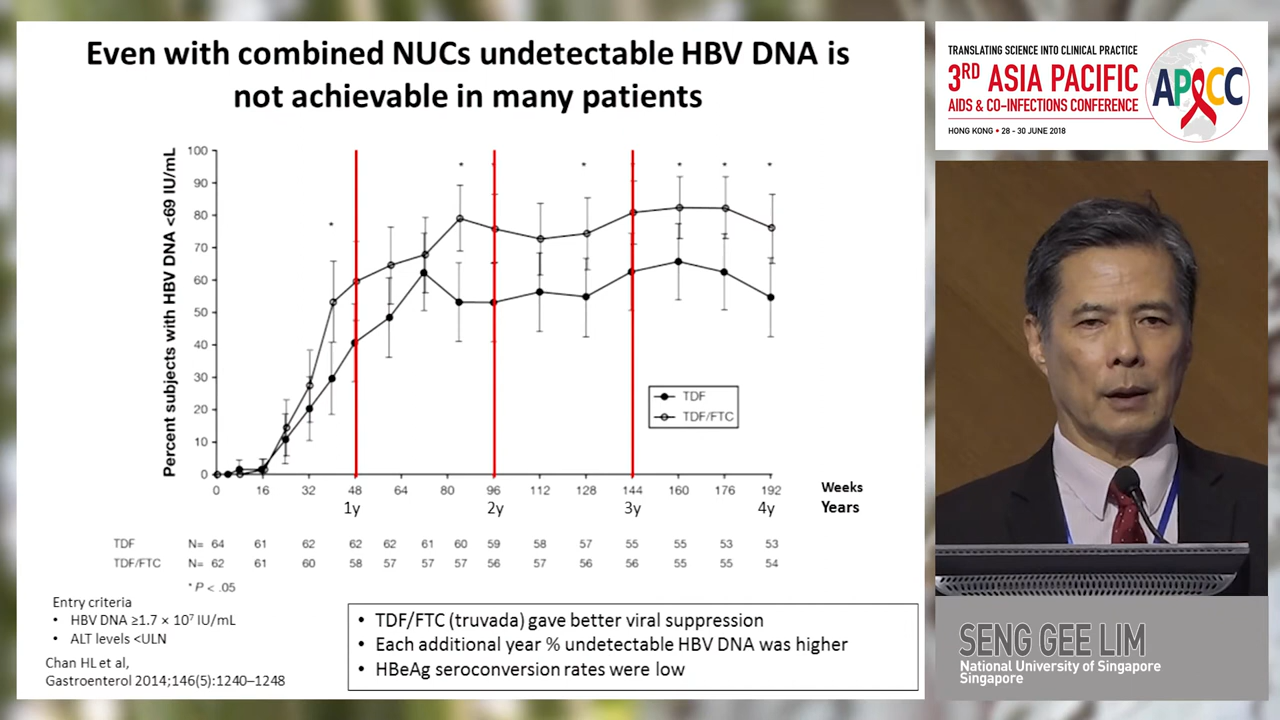 Even with combined NUCs undetectable HBV DNA is
not achievable in many patients
Percent subjects with HBV DNA <69 IU/mL
100
90
80
70
60
50
40
30
20
10
0
* * * * * * * *
TDF
TDF/FTC
0 16 32 48 64 80 96 112 128 144 160 176 192 Weeks
1y 2y 3y 4y Years
TDF N= 64 61 62 62 62 61 60 59 58 57 55 55 53 53
TDF/FTC N= 62 61 60 58 57 57 57 56 57 56 56 55 55 54
* P < .05
Entry criteria
• HBV DNA ≥1.7 × 10⁷ IU/mL
• ALT levels <ULN
Chan HL et al,
Gastroenterol 2014;146(5):1240–1248
• TDF/FTC (truvada) gave better viral suppression
• Each additional year % undetectable HBV DNA was higher
• HBeAg seroconversion rates were low
TRANSLATING SCIENCE INTO CLINICAL PRACTICE
3RD ASIA PACIFIC
AIDS & CO-INFECTIONS CONFERENCE
HONG KONG • 28 - 30 JUNE 2018
APACC
SENG GEE LIM
National University of Singapore
Singapore